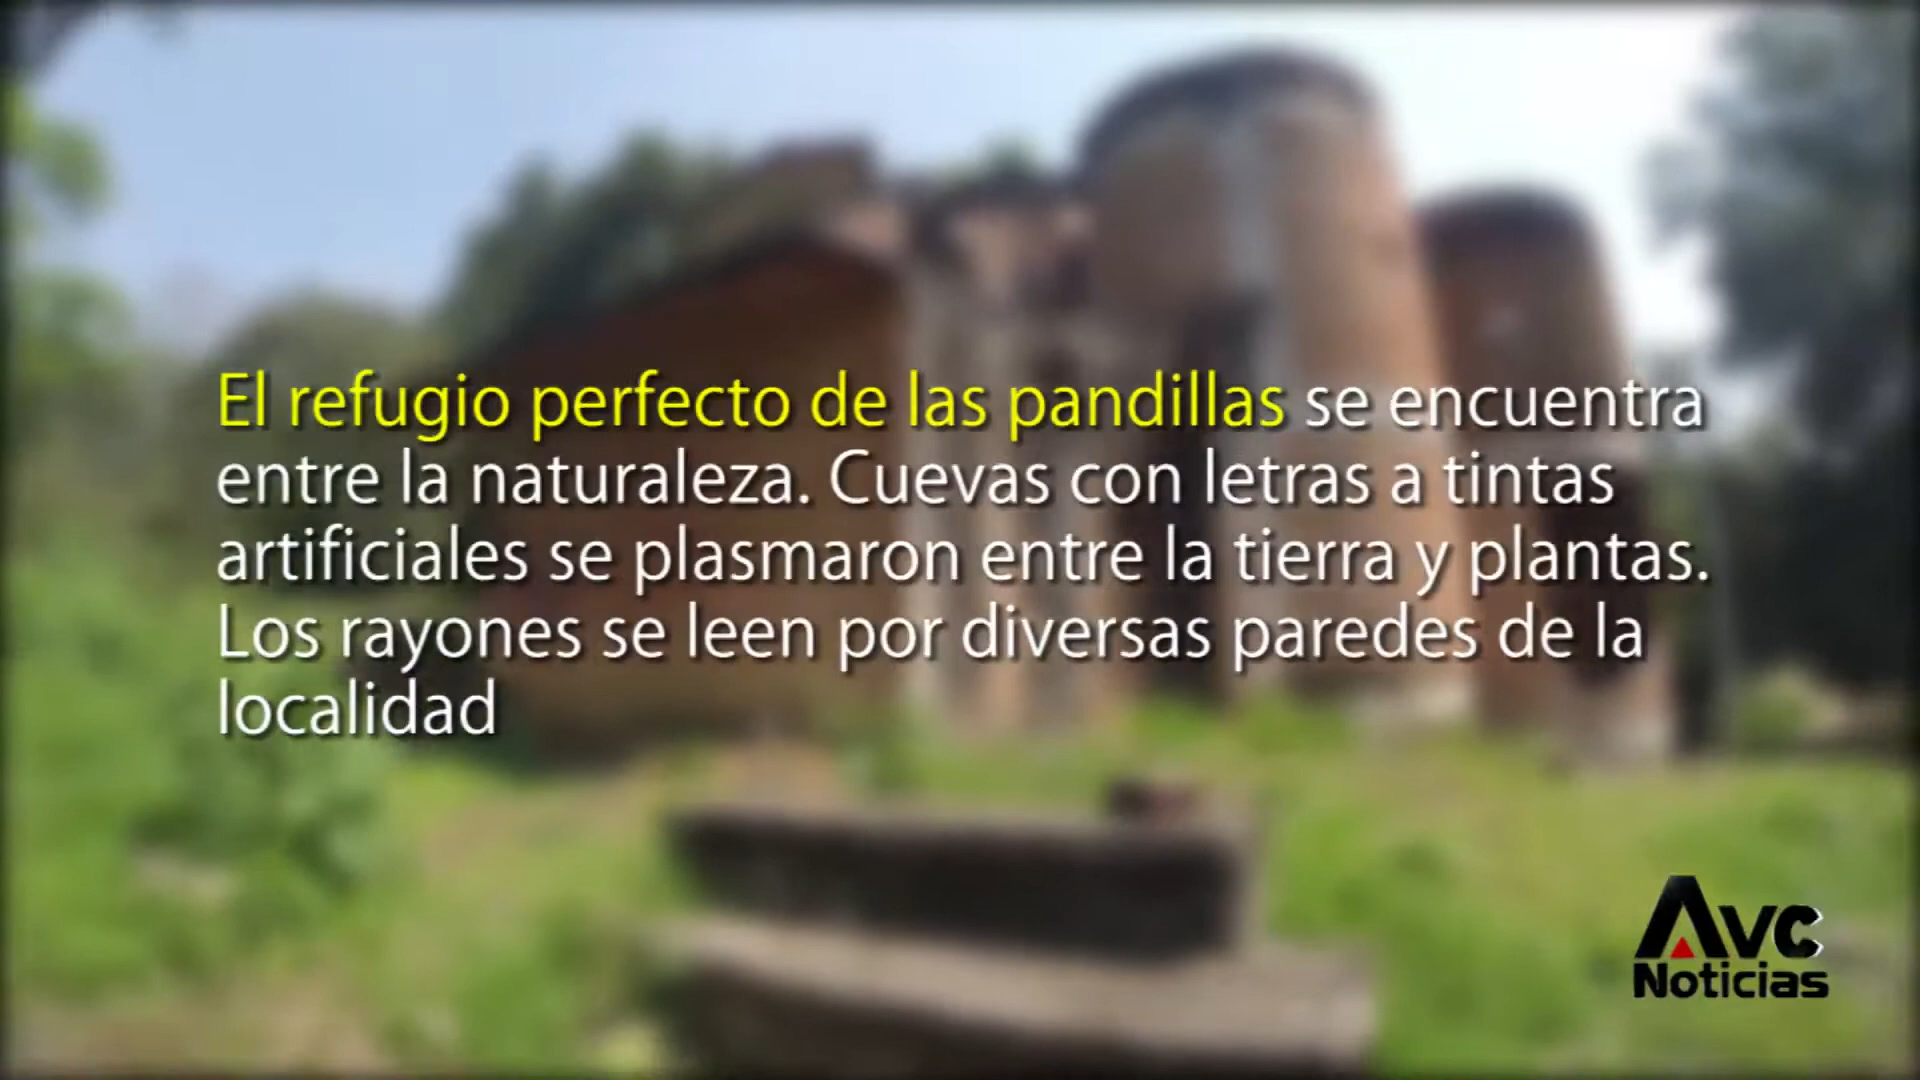 El refugio perfecto de las pandillas se encuentra
entre la naturaleza. Cuevas con letras a tintas
artificiales se plasmaron entre la tierra y plantas.
Los rayones se leen por diversas paredes de la
localidad
Avc
Noticias